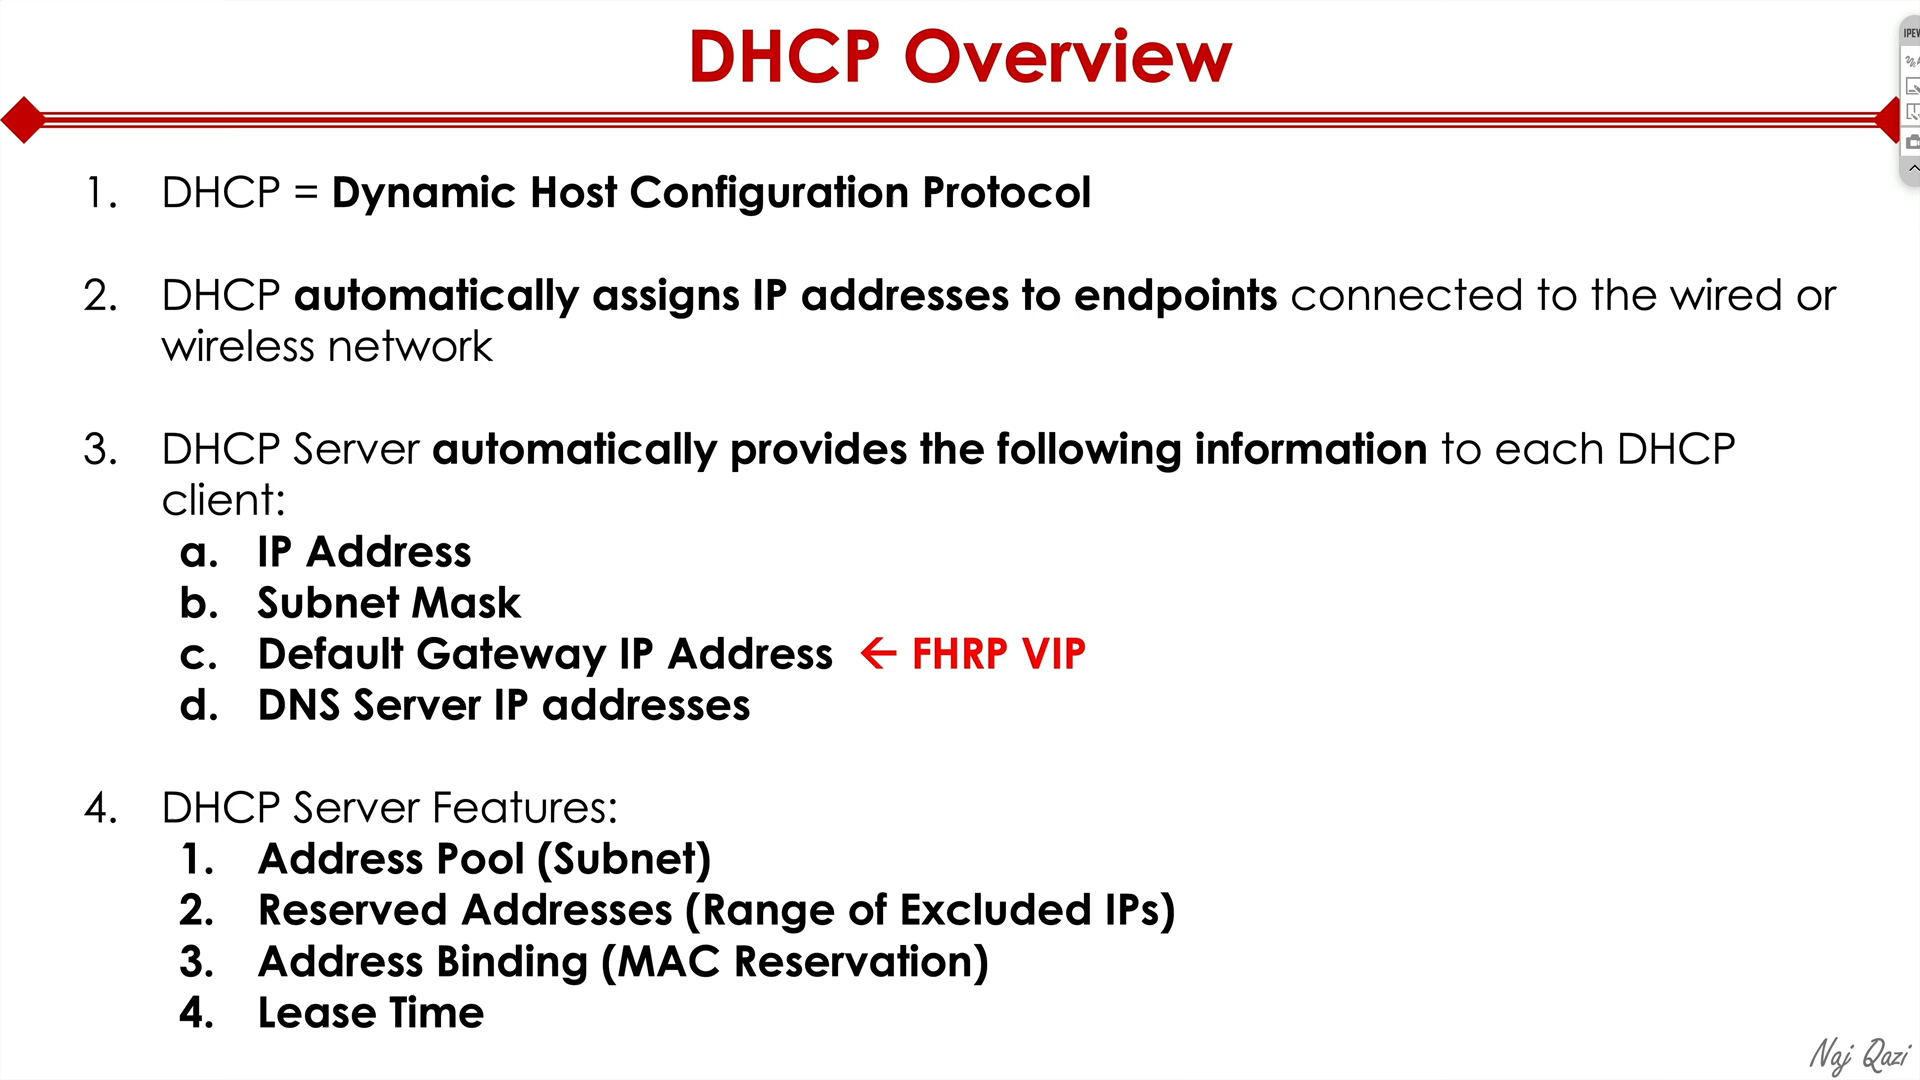 DHCP Overview
1. DHCP = Dynamic Host Configuration Protocol
2. DHCP automatically assigns IP addresses to endpoints connected to the wired or
wireless network
3. DHCP Server automatically provides the following information to each DHCP
client:
a. IP Address
b. Subnet Mask
c. Default Gateway IP Address ← FHRP VIP
d. DNS Server IP addresses
4. DHCP Server Features:
1. Address Pool (Subnet)
2. Reserved Addresses (Range of Excluded IPs)
3. Address Binding (MAC Reservation)
4. Lease Time
Naj Qazi